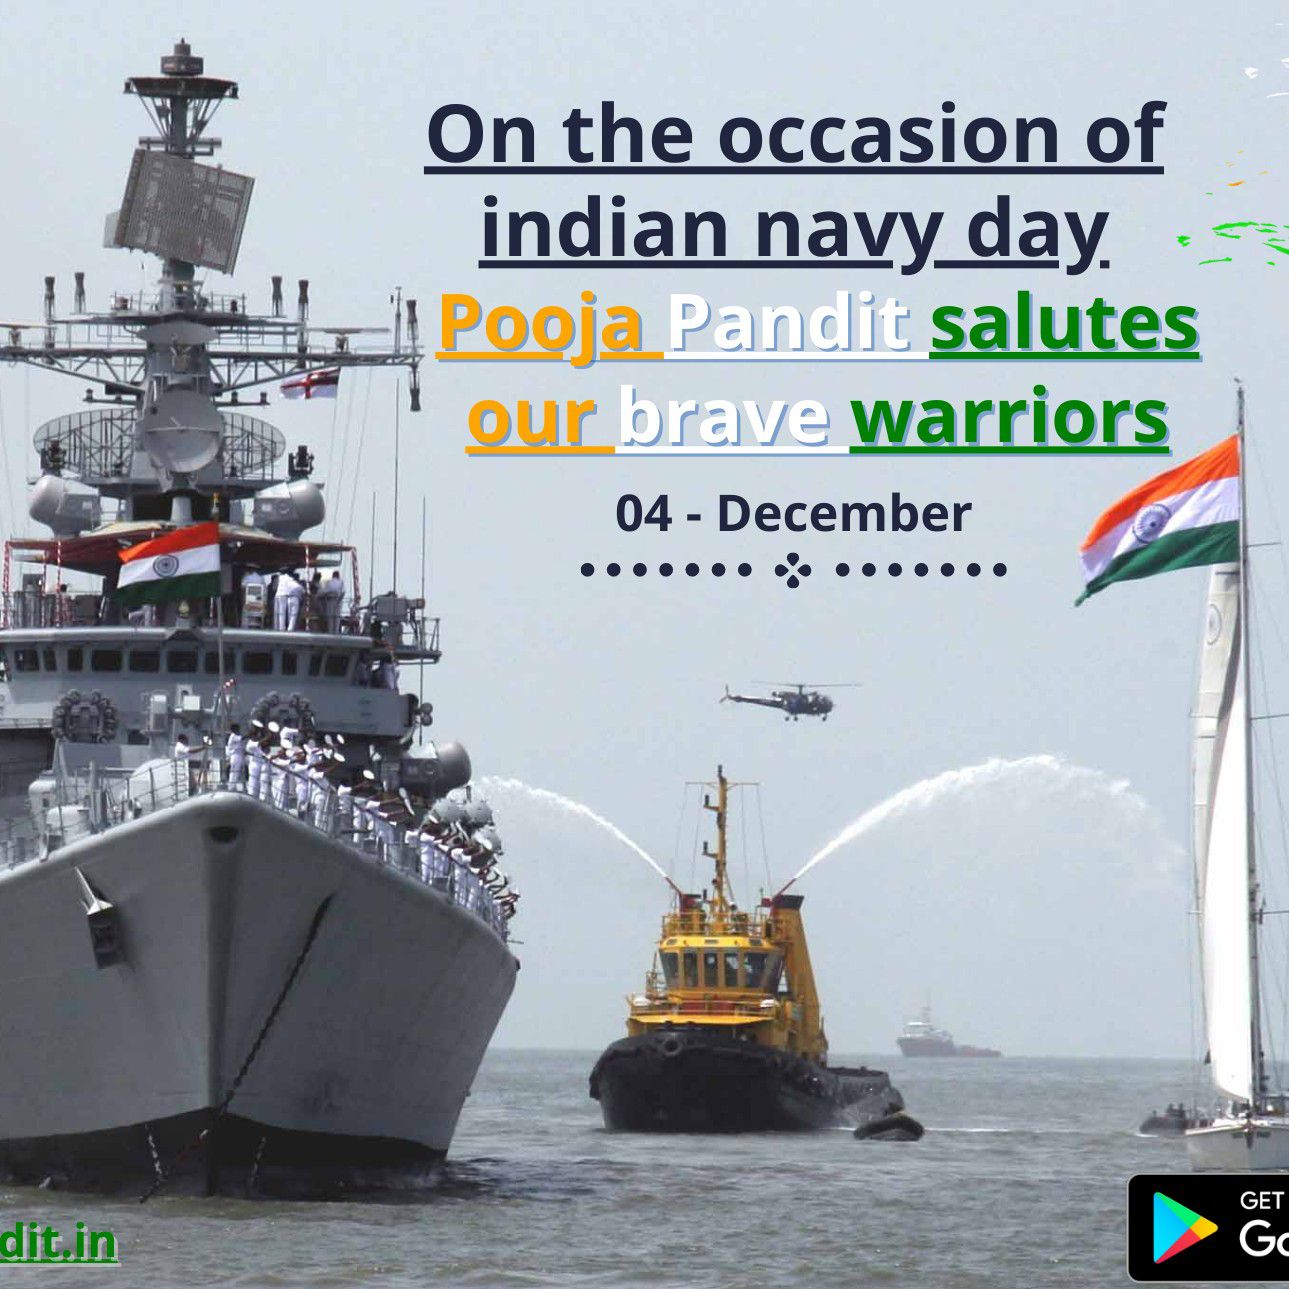 On the occasion of
indian navy day
Pooja Pandit salutes
our brave warriors
04 - December
dit.in
GET